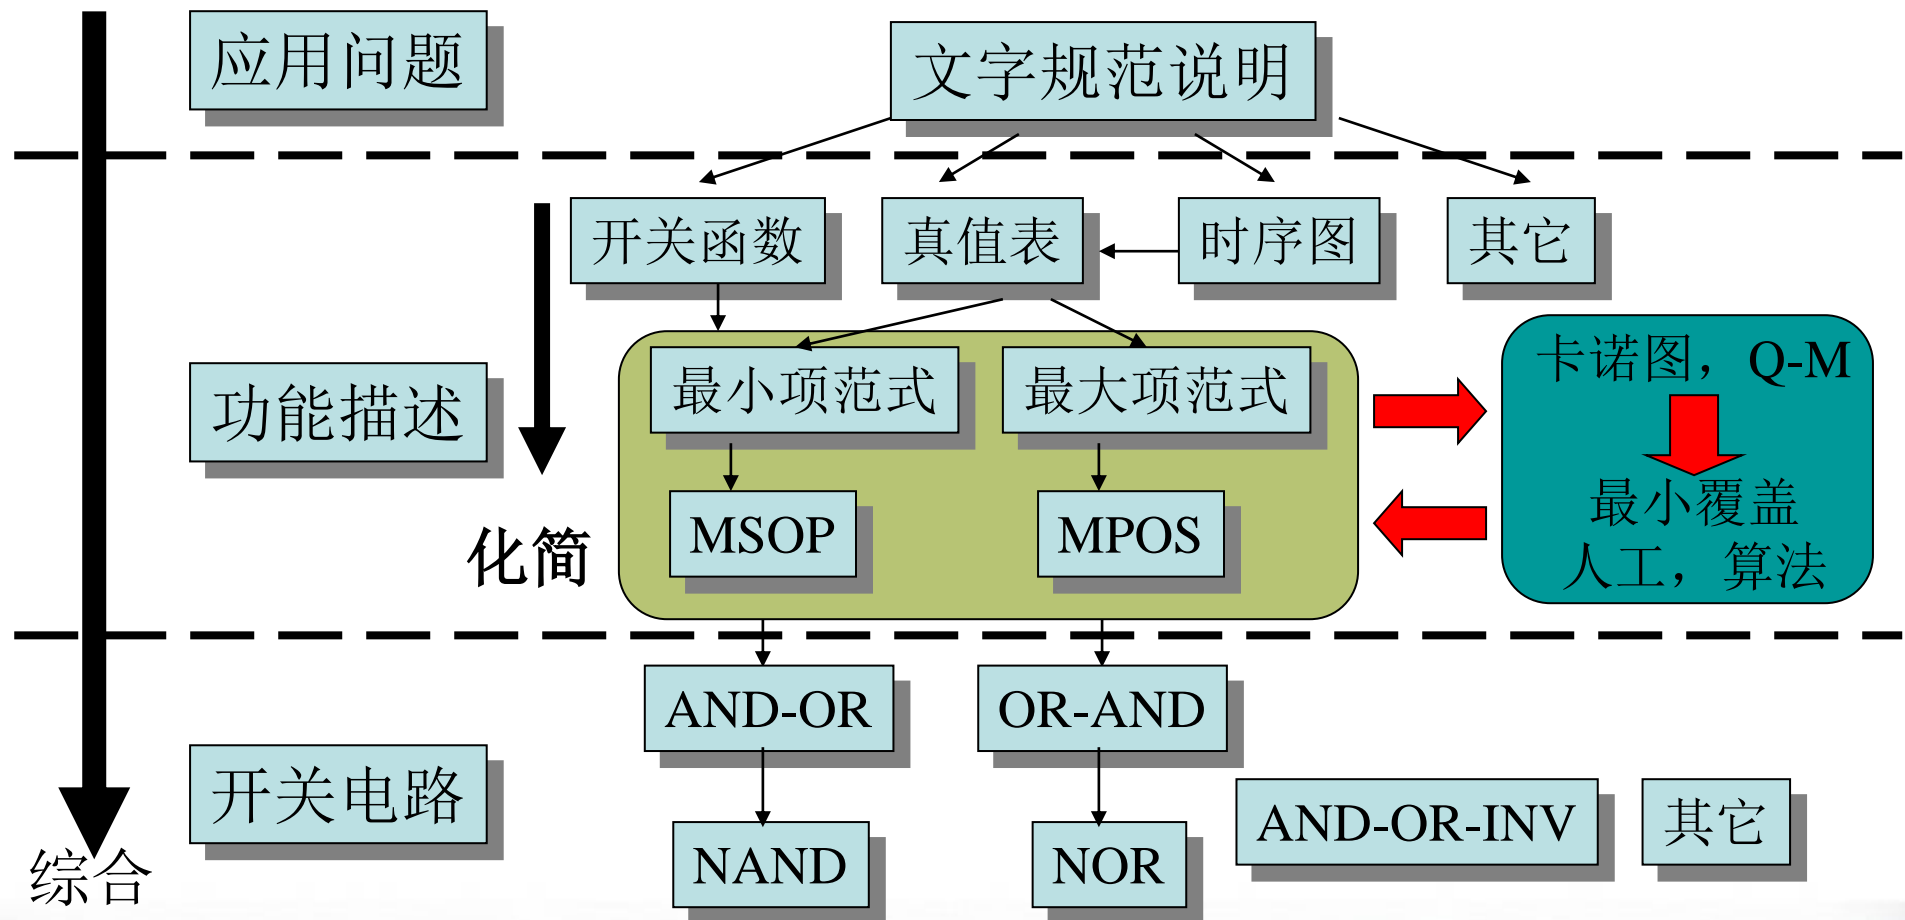 应用问题
文字规范说明
开关函数
真值表
时序图
其它
功能描述
化简
最小项范式
最大项范式
MSOP
MPOS
卡诺图，Q-M
最小覆盖
人工，算法
AND-OR
OR-AND
开关电路
NAND
NOR
AND-OR-INV
其它
综合